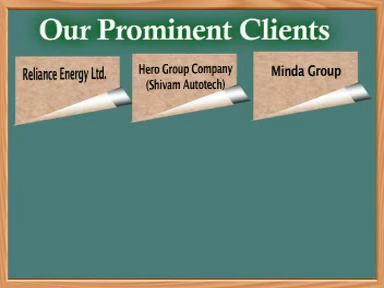 Our Prominent Clients
Reliance Energy Ltd.
Hero Group Company
(Shivam Autotech)
Minda Group